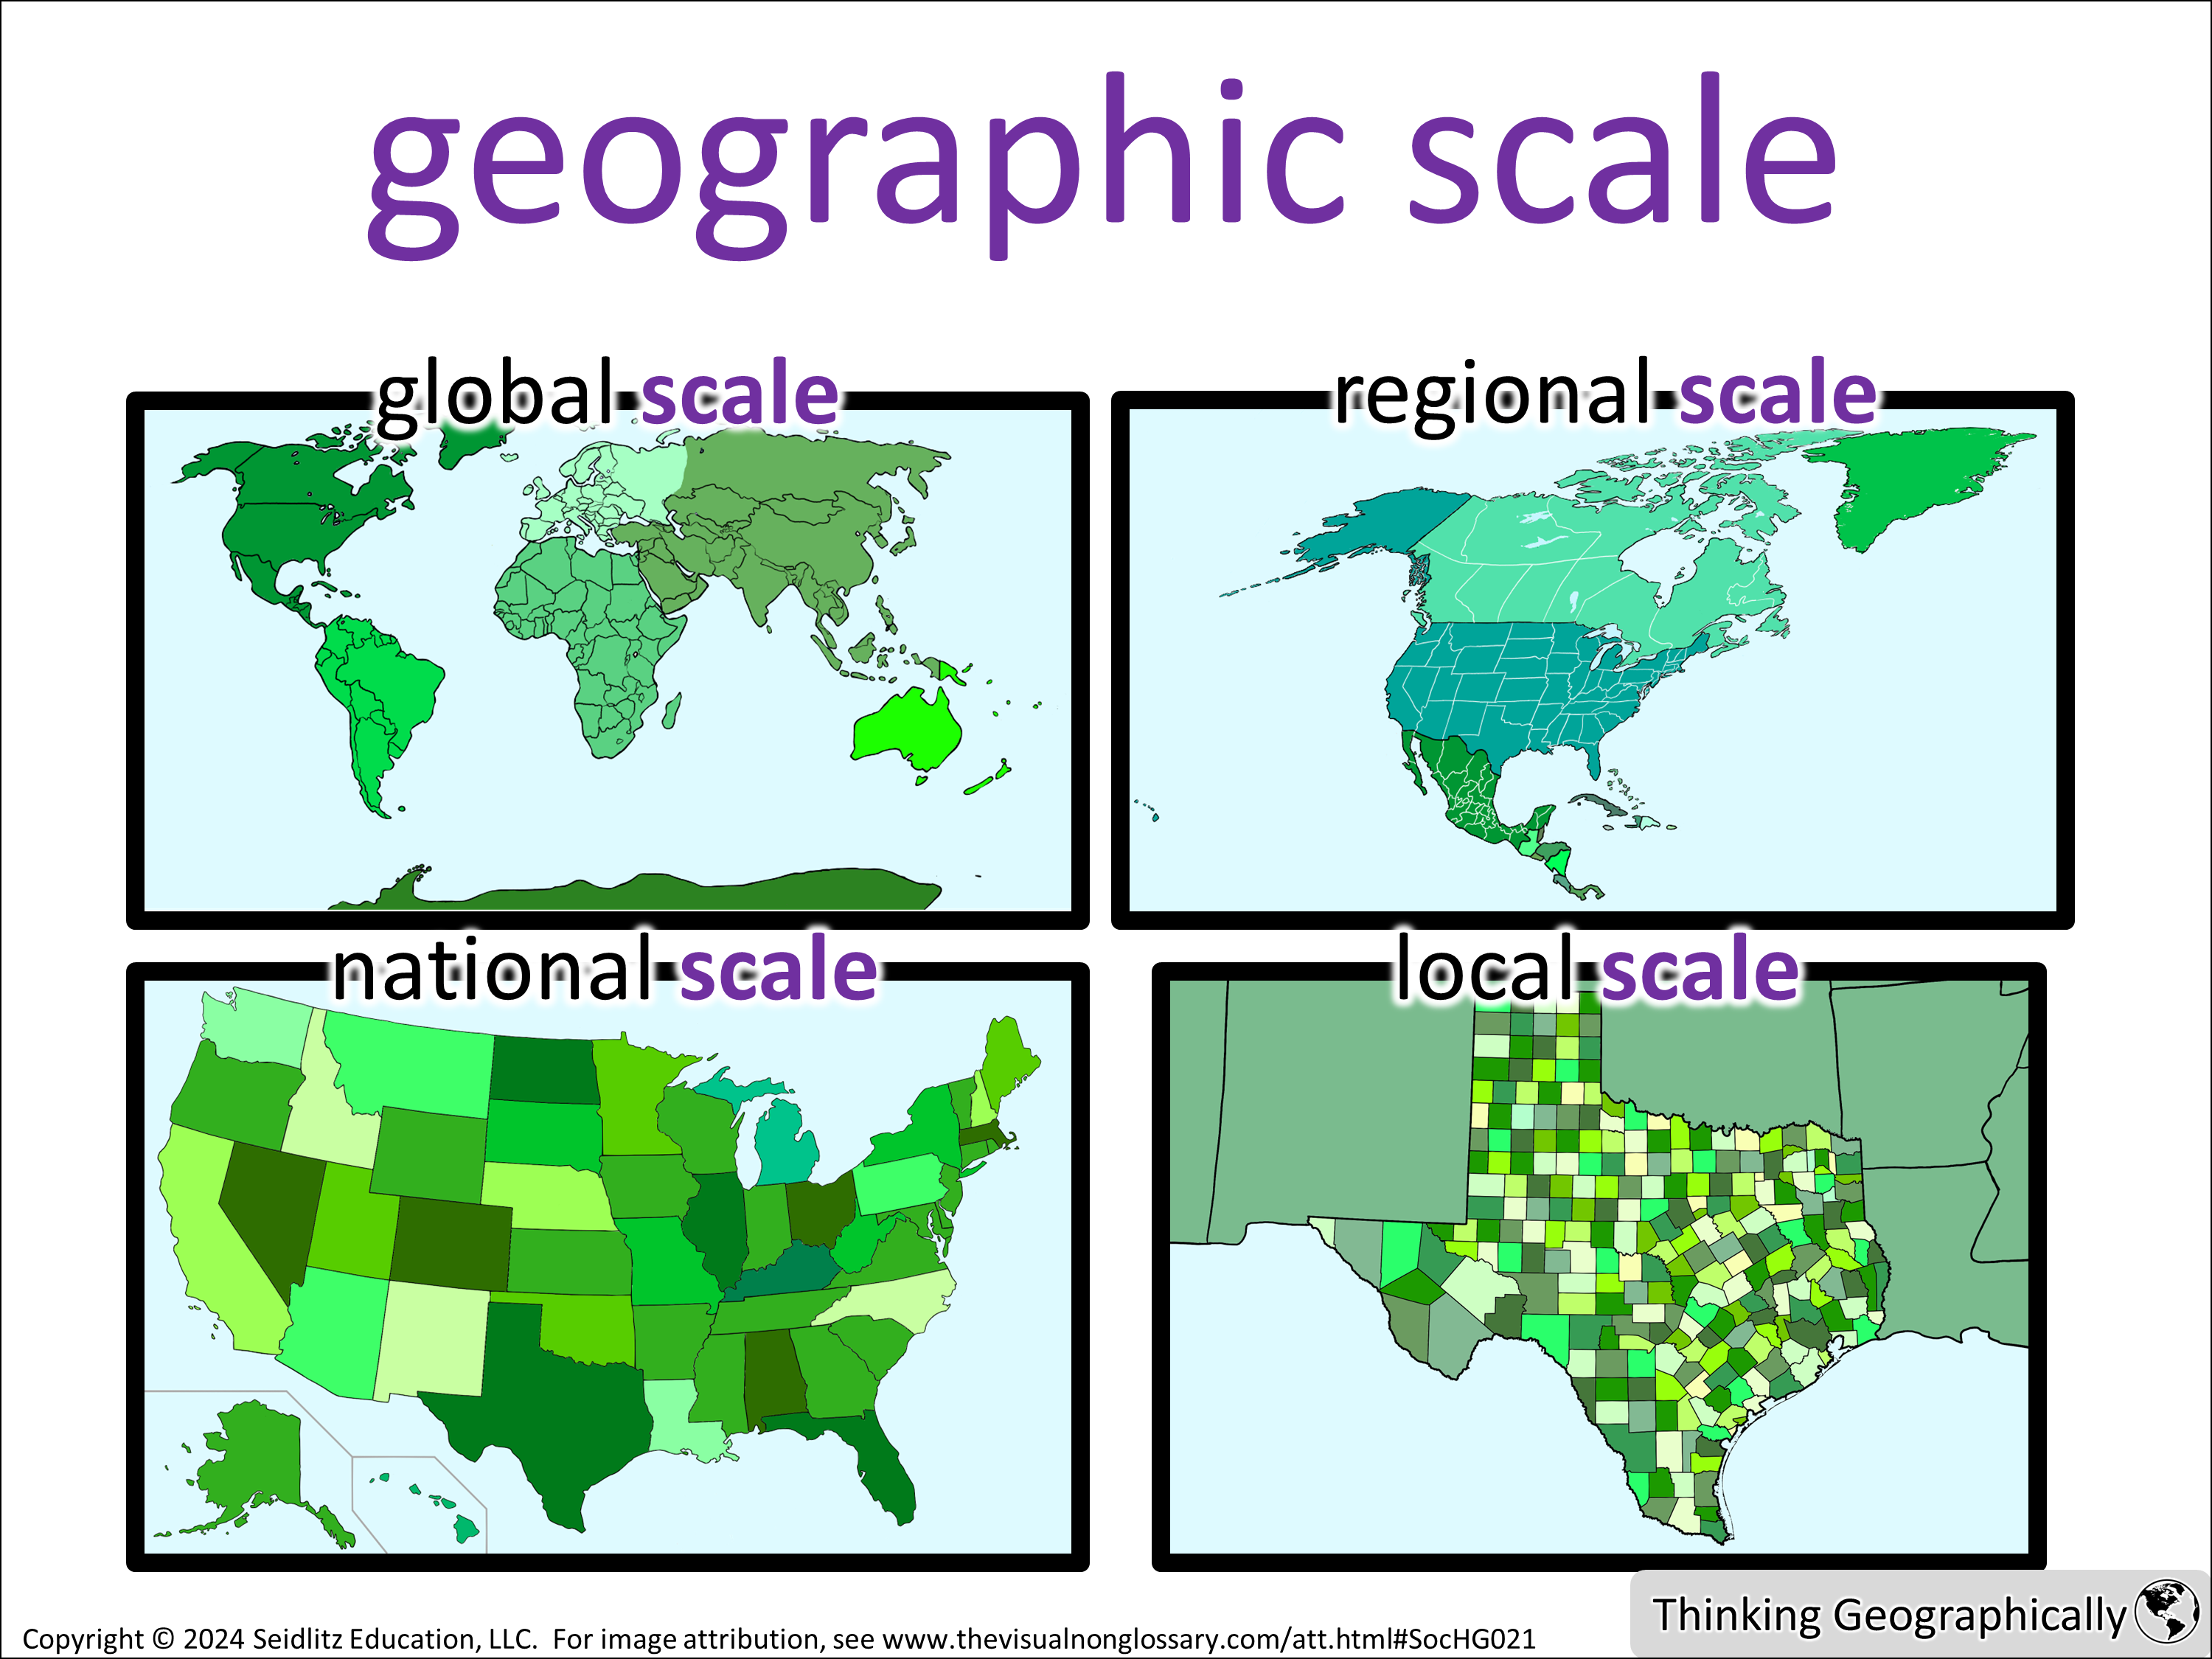 geographic scale
global scale
regional scale
national scale
local scale
Thinking Geographically
Copyright © 2024 Seidlitz Education, LLC.  For image attribution, see www.thevisualnonglossary.com/att.html#SocHG021